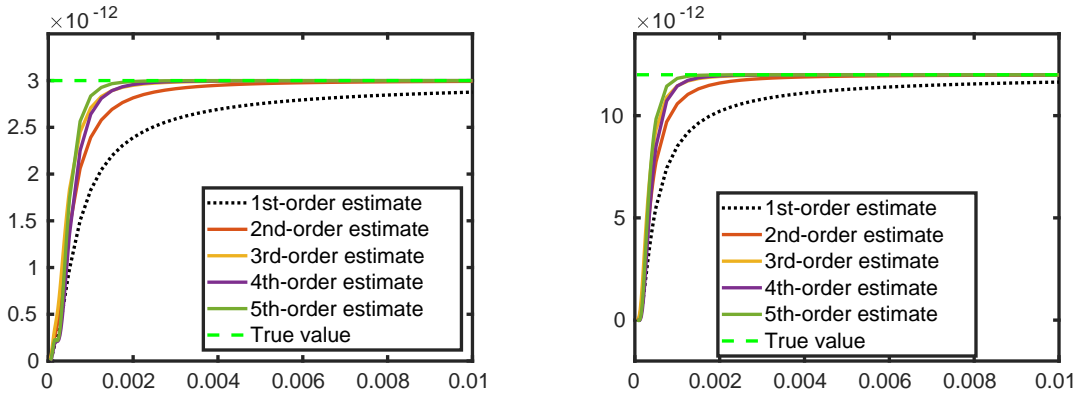 ×10 -12
3
2.5
2
1.5
1
0.5
0
0 0.002 0.004 0.006 0.008 0.01
1st-order estimate
2nd-order estimate
3rd-order estimate
4th-order estimate
5th-order estimate
True value
×10 -12
10
5
0
0 0.002 0.004 0.006 0.008 0.01
1st-order estimate
2nd-order estimate
3rd-order estimate
4th-order estimate
5th-order estimate
True value